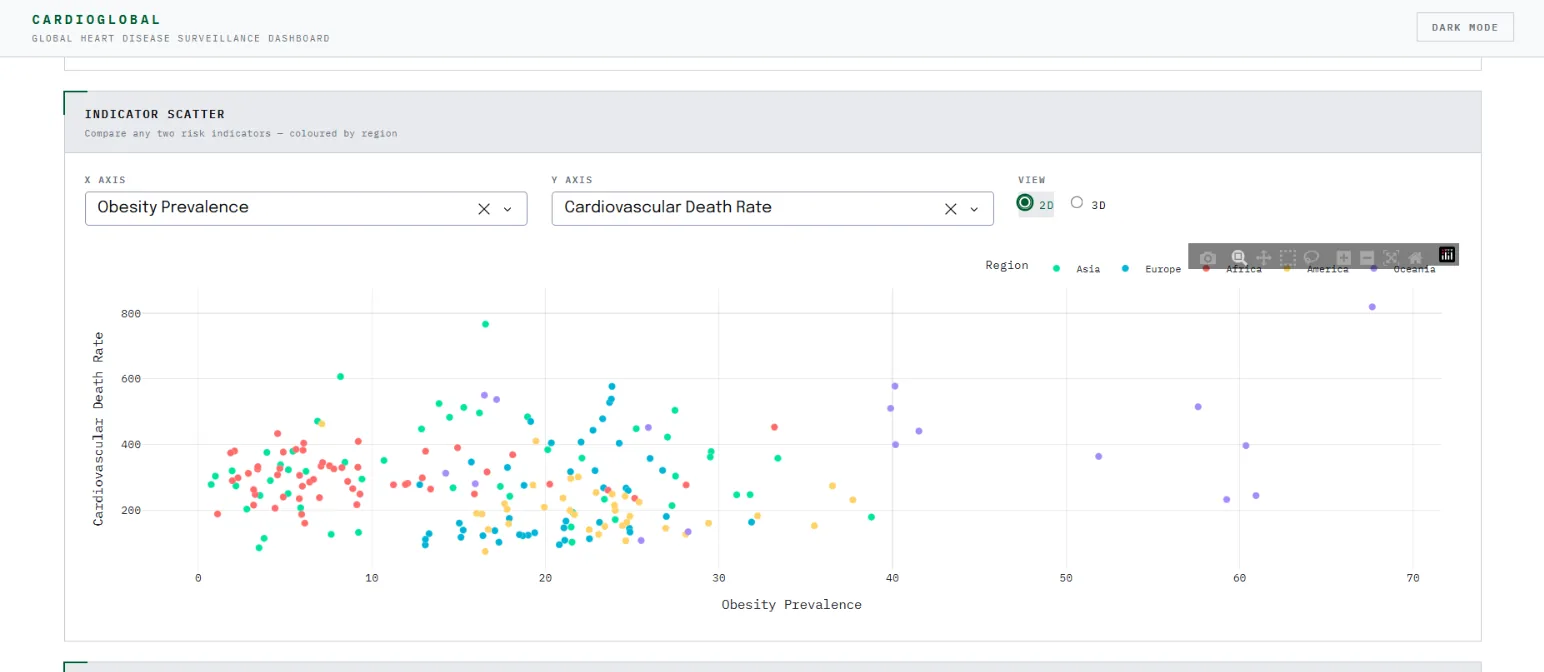 CARDIOGLOBAL
GLOBAL HEART DISEASE SURVEILLANCE DASHBOARD
DARK MODE
INDICATOR SCATTER
Compare any two risk indicators — coloured by region
X AXIS
Y AXIS
VIEW
Obesity Prevalence
Cardiovascular Death Rate
2D
3D
Region
Asia
Europe
Africa
America
Oceania
Cardiovascular Death Rate
800
600
400
200
0
10
20
30
40
50
60
70
Obesity Prevalence